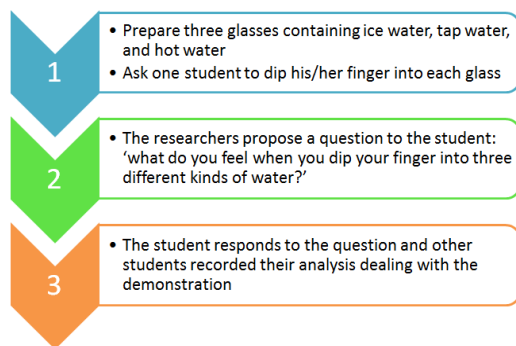 1
• Prepare three glasses containing ice water, tap water,
and hot water
• Ask one student to dip his/her finger into each glass
2
• The researchers propose a question to the student:
‘what do you feel when you dip your finger into three
different kinds of water?’
3
• The student responds to the question and other
students recorded their analysis dealing with the
demonstration